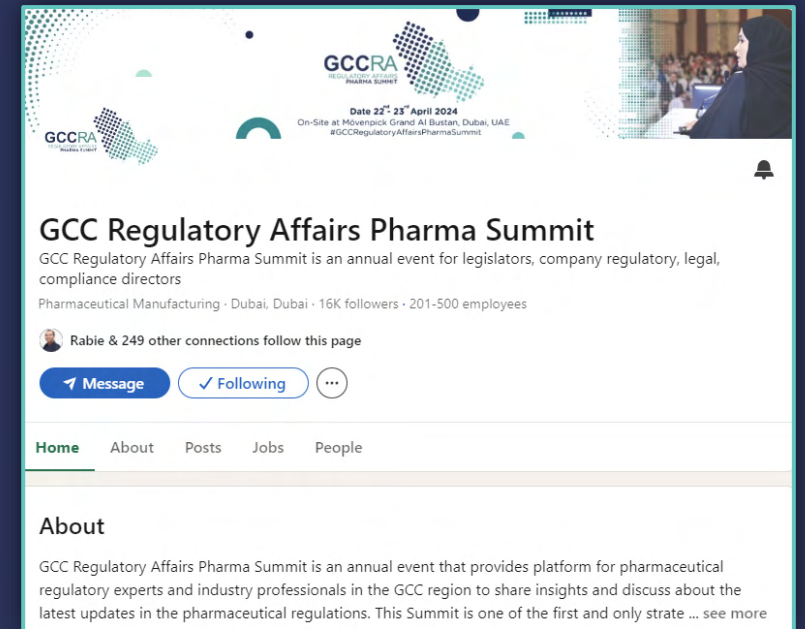 GCCRA
REGULATORY AFFAIRS
PHARMA SUMMIT
Date 22nd- 23rd April 2024
On-Site at Mövenpick Grand Al Bustan, Dubai, UAE
#GCCRegulatoryAffairsPharmaSummit
GCCRA
REGULATORY AFFAIRS
PHARMA SUMMIT
GCC Regulatory Affairs Pharma Summit
GCC Regulatory Affairs Pharma Summit is an annual event for legislators, company regulatory, legal,
compliance directors
Pharmaceutical Manufacturing · Dubai, Dubai · 16K followers · 201-500 employees
Rabie & 249 other connections follow this page
Message
Following
Home About Posts Jobs People
About
GCC Regulatory Affairs Pharma Summit is an annual event that provides platform for pharmaceutical
regulatory experts and industry professionals in the GCC region to share insights and discuss about the
latest updates in the pharmaceutical regulations. This Summit is one of the first and only strate ... see more